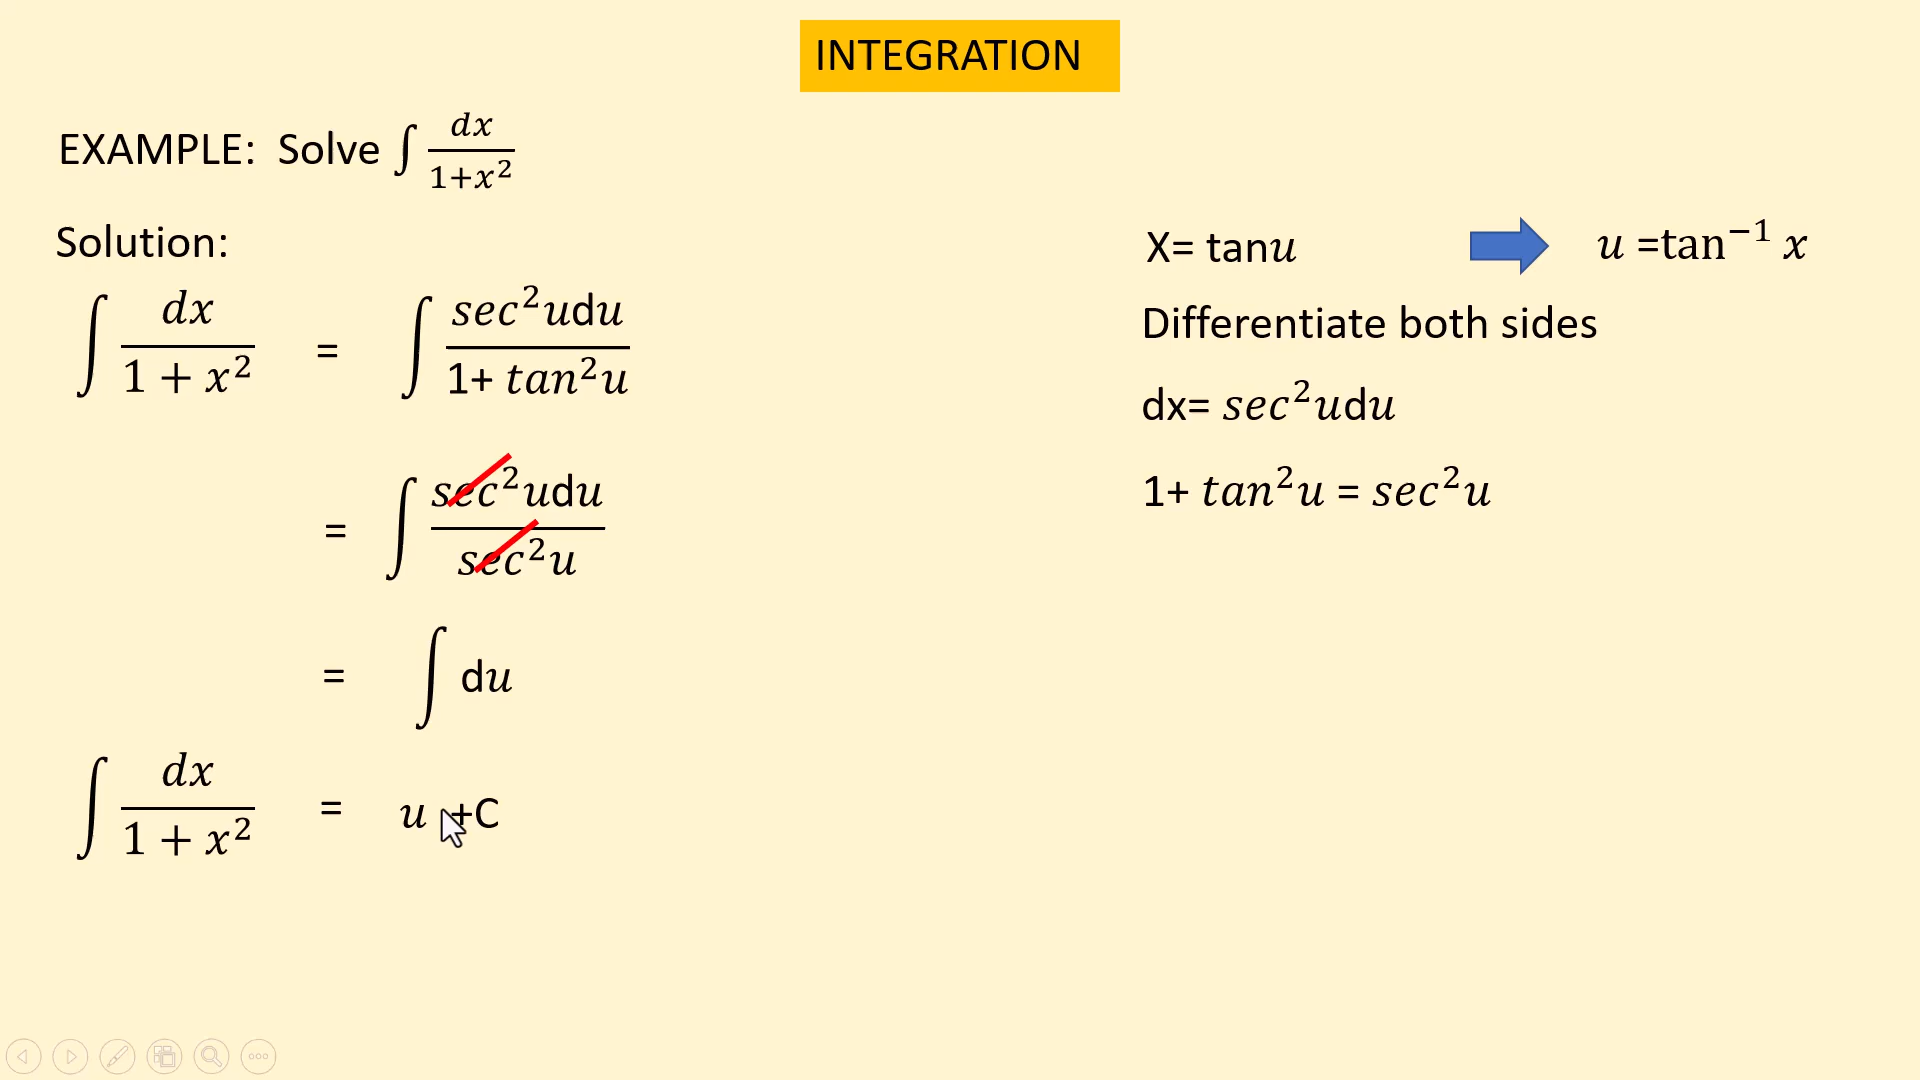 INTEGRATION
EXAMPLE: Solve ∫ dx/(1+x²)
Solution:
∫ dx/(1 + x²) = ∫ sec²udu/(1+ tan²u)
= ∫ sec²udu/sec²u
= ∫ du
∫ dx/(1 + x²) = u +C
X= tanu ➡ u =tan⁻¹ x
Differentiate both sides
dx= sec²udu
1+ tan²u = sec²u